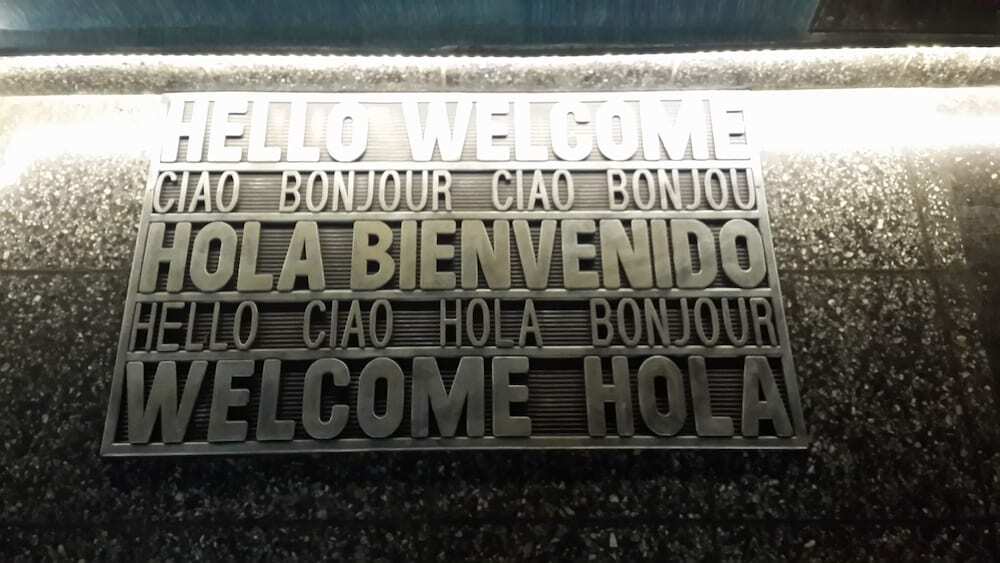 HELLO WELCOME
CIAO BONJOUR CIAO BONJOU
HOLA BIENVENIDO
HELLO CIAO HOLA BONJOUR
WELCOME HOLA